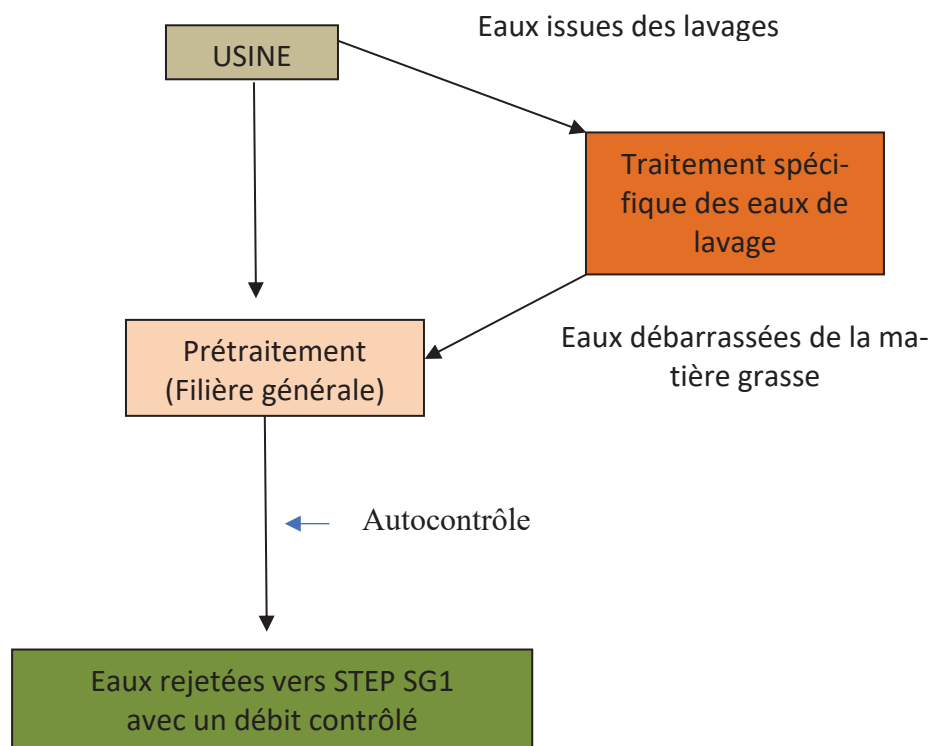 Eaux issues des lavages
USINE
Traitement spéci-
fique des eaux de
lavage
Eaux débarrassées de la ma-
tière grasse
Prétraitement
(Filière générale)
Autocontrôle
Eaux rejetées vers STEP SG1
avec un débit contrôlé